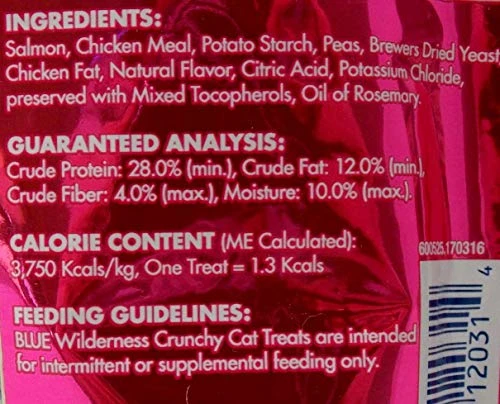 INGREDIENTS:
Salmon, Chicken Meal, Potato Starch, Peas, Brewers Dried Yeast,
Chicken Fat, Natural Flavor, Citric Acid, Potassium Chloride,
preserved with Mixed Tocopherols, Oil of Rosemary.
GUARANTEED ANALYSIS:
Crude Protein: 28.0% (min.), Crude Fat: 12.0% (min.),
Crude Fiber: 4.0% (max.), Moisture: 10.0% (max.).
CALORIE CONTENT (ME Calculated):
3,750 Kcals/kg, One Treat = 1.3 Kcals
FEEDING GUIDELINES:
BLUE Wilderness Crunchy Cat Treats are intended
for intermittent or supplemental feeding only.
600525.170316
12031 4